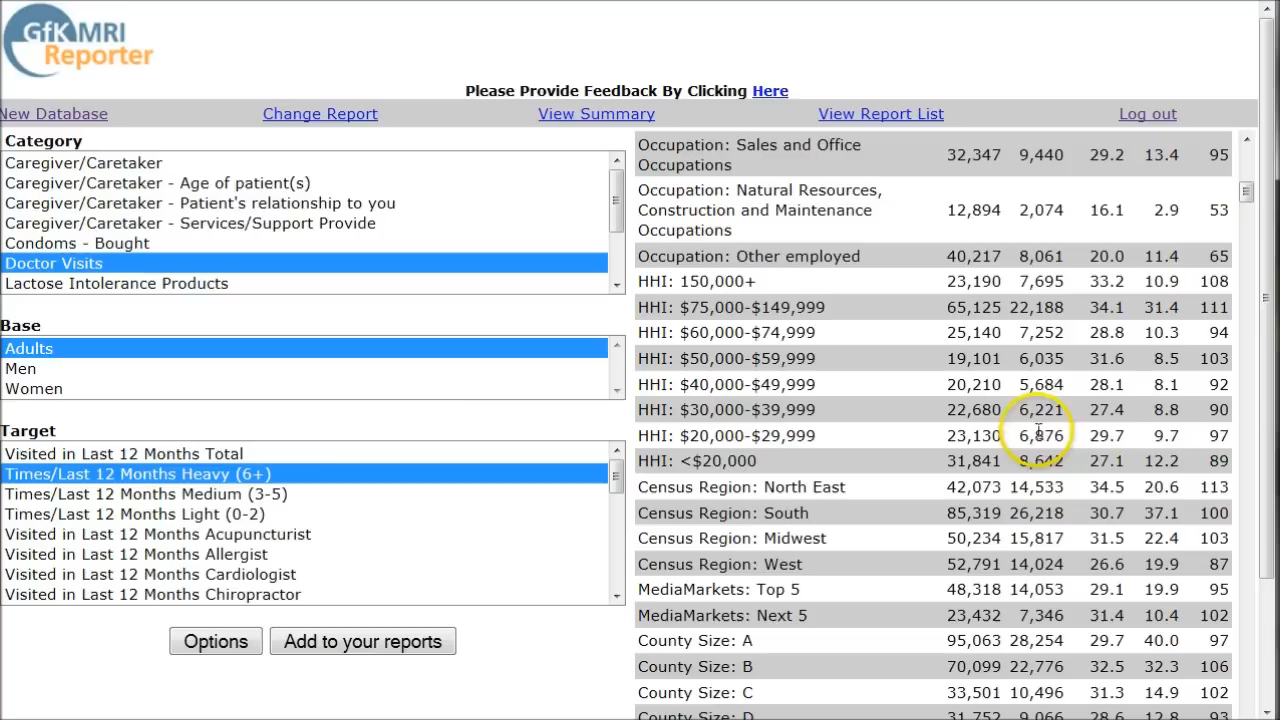 GfK MRI
Reporter
Please Provide Feedback By Clicking Here
New Database Change Report View Summary View Report List Log out
Category
Caregiver/Caretaker
Caregiver/Caretaker - Age of patient(s)
Caregiver/Caretaker - Patient's relationship to you
Caregiver/Caretaker - Services/Support Provide
Condoms - Bought
Doctor Visits
Lactose Intolerance Products
Base
Adults
Men
Women
Target
Visited in Last 12 Months Total
Times/Last 12 Months Heavy (6+)
Times/Last 12 Months Medium (3-5)
Times/Last 12 Months Light (0-2)
Visited in Last 12 Months Acupuncturist
Visited in Last 12 Months Allergist
Visited in Last 12 Months Cardiologist
Visited in Last 12 Months Chiropractor
Options Add to your reports
Occupation: Sales and Office
Occupations 32,347 9,440 29.2 13.4 95
Occupation: Natural Resources,
Construction and Maintenance 12,894 2,074 16.1 2.9 53
Occupations
Occupation: Other employed 40,217 8,061 20.0 11.4 65
HHI: 150,000+ 23,190 7,695 33.2 10.9 108
HHI: $75,000-$149,999 65,125 22,188 34.1 31.4 111
HHI: $60,000-$74,999 25,140 7,252 28.8 10.3 94
HHI: $50,000-$59,999 19,101 6,035 31.6 8.5 103
HHI: $40,000-$49,999 20,210 5,684 28.1 8.1 92
HHI: $30,000-$39,999 22,680 6,221 27.4 8.8 90
HHI: $20,000-$29,999 23,130 6,876 29.7 9.7 97
HHI: <$20,000 31,841 8,642 27.1 12.2 89
Census Region: North East 42,073 14,533 34.5 20.6 113
Census Region: South 85,319 26,218 30.7 37.1 100
Census Region: Midwest 50,234 15,817 31.5 22.4 103
Census Region: West 52,791 14,024 26.6 19.9 87
MediaMarkets: Top 5 48,318 14,053 29.1 19.9 95
MediaMarkets: Next 5 23,432 7,346 31.4 10.4 102
County Size: A 95,063 28,254 29.7 40.0 97
County Size: B 70,099 22,776 32.5 32.3 106
County Size: C 33,501 10,496 31.3 14.9 102
County Size: D 31,752 9,066 28.6 12.8 93